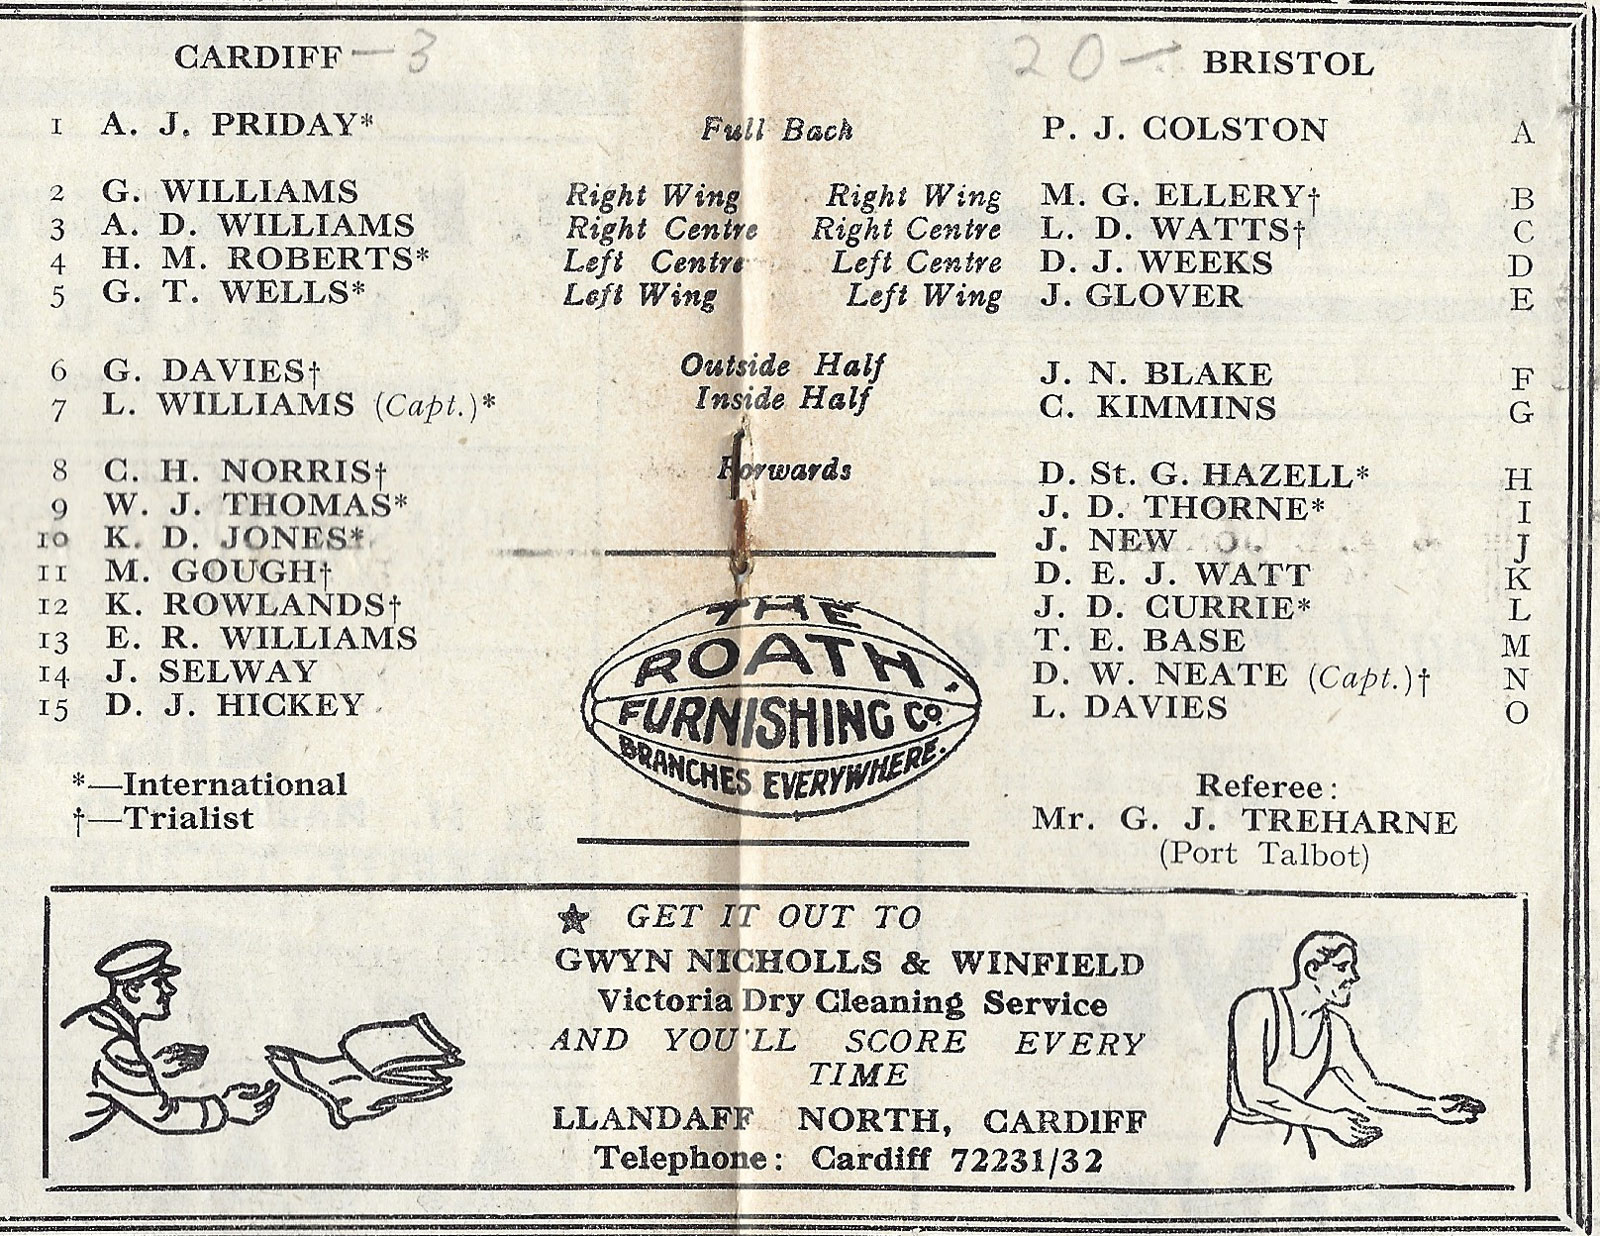 CARDIFF — 3 20 — BRISTOL
1 A. J. PRIDAY* Full Back P. J. COLSTON A
2 G. WILLIAMS Right Wing Right Wing M. G. ELLERY† B
3 A. D. WILLIAMS Right Centre Right Centre L. D. WATTS† C
4 H. M. ROBERTS* Left Centre Left Centre D. J. WEEKS D
5 G. T. WELLS* Left Wing Left Wing J. GLOVER E
6 G. DAVIES† Outside Half J. N. BLAKE F
7 L. WILLIAMS (Capt.)* Inside Half C. KIMMINS G
8 C. H. NORRIS† Forwards D. St. G. HAZELL* H
9 W. J. THOMAS* J. D. THORNE* I
10 K. D. JONES* J. NEW J
11 M. GOUGH† D. E. J. WATT K
12 K. ROWLANDS† J. D. CURRIE* L
13 E. R. WILLIAMS T. E. BASE M
14 J. SELWAY D. W. NEATE (Capt.)† N
15 D. J. HICKEY L. DAVIES O
THE
ROATH
FURNISHING Co.
BRANCHES EVERYWHERE.
*—International
†—Trialist
Referee:
Mr. G. J. TREHARNE
(Port Talbot)
★ GET IT OUT TO
GWYN NICHOLLS & WINFIELD
Victoria Dry Cleaning Service
AND YOU'LL SCORE EVERY
TIME
LLANDAFF NORTH, CARDIFF
Telephone: Cardiff 72231/32